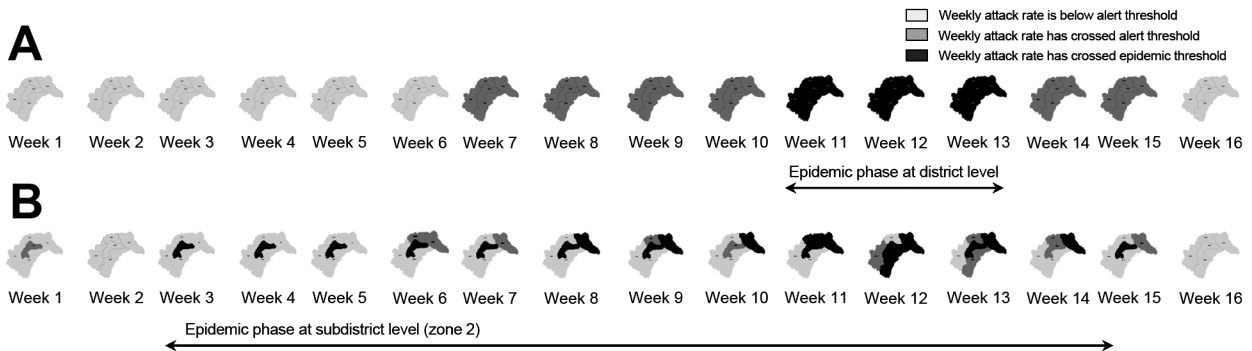 Weekly attack rate is below alert threshold
Weekly attack rate has crossed alert threshold
Weekly attack rate has crossed epidemic threshold
A
Week 1 Week 2 Week 3 Week 4 Week 5 Week 6 Week 7 Week 8 Week 9 Week 10 Week 11 Week 12 Week 13 Week 14 Week 15 Week 16
Epidemic phase at district level
B
Week 1 Week 2 Week 3 Week 4 Week 5 Week 6 Week 7 Week 8 Week 9 Week 10 Week 11 Week 12 Week 13 Week 14 Week 15 Week 16
Epidemic phase at subdistrict level (zone 2)